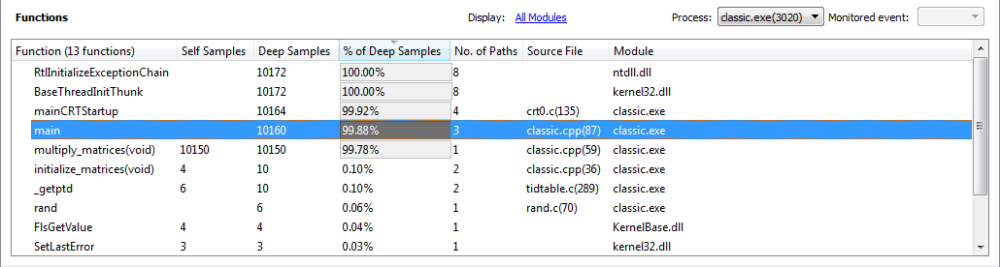 Functions Display: All Modules Process: classic.exe(3020) Monitored event:
Function (13 functions) Self Samples Deep Samples % of Deep Samples No. of Paths Source File Module
RtlInitializeExceptionChain 10172 100.00% 8 ntdll.dll
BaseThreadInitThunk 10172 100.00% 8 kernel32.dll
mainCRTStartup 10164 99.92% 4 crt0.c(135) classic.exe
main 10160 99.88% 3 classic.cpp(87) classic.exe
multiply_matrices(void) 10150 10150 99.78% 1 classic.cpp(59) classic.exe
initialize_matrices(void) 4 10 0.10% 2 classic.cpp(36) classic.exe
_getptd 6 10 0.10% 2 tidtable.c(289) classic.exe
rand 6 0.06% 1 rand.c(70) classic.exe
FlsGetValue 4 4 0.04% 1 KernelBase.dll
SetLastError 3 3 0.03% 1 kernel32.dll